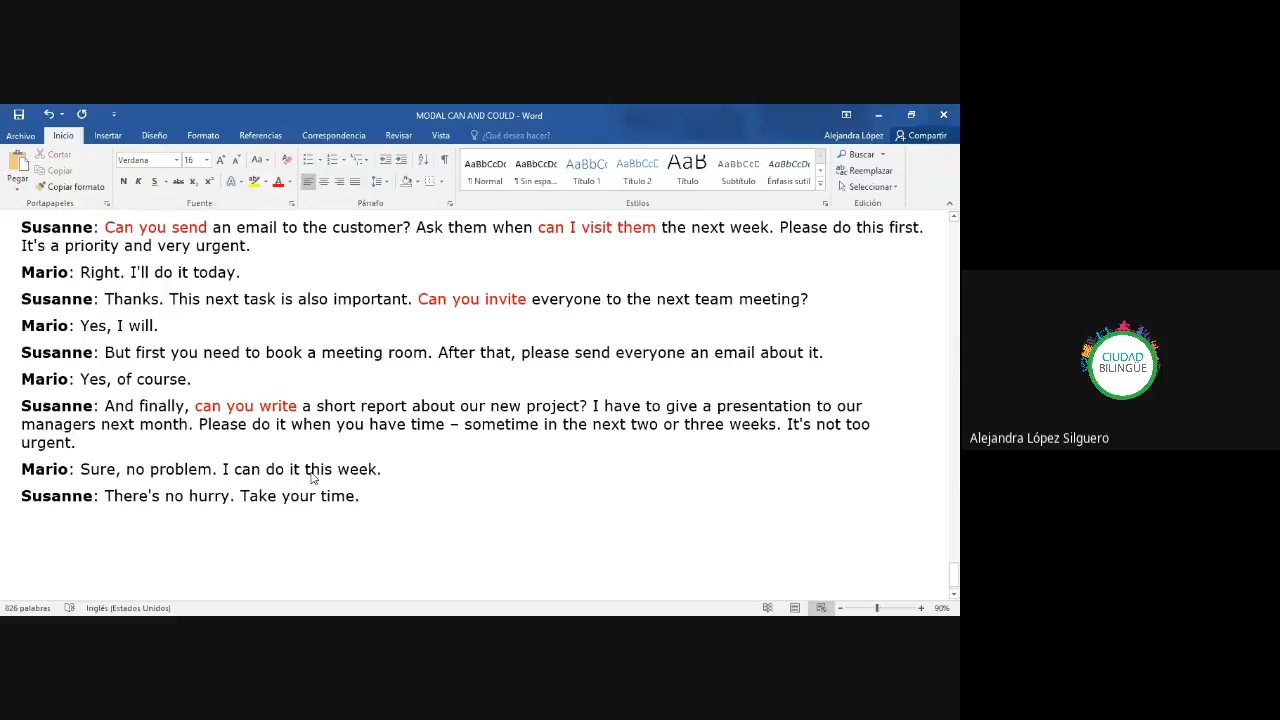 MODAL CAN AND COULD - Word
Archivo Inicio Insertar Diseño Formato Referencias Correspondencia Revisar Vista ¿Qué desea hacer? Alejandra López Compartir
Pegar
Cortar
Copiar
Copiar formato
Portapapeles
Verdana 16 Aa
N K S abc x₂ x² A A
Fuente
Párrafo
AaBbCcDc AaBbCcDc AaBbCc AaBbCcD AaB AaBbCcD AaBbCcDc
¶ Normal ¶ Sin espa... Título 1 Título 2 Título Subtítulo Énfasis sutil
Estilos
Buscar
Reemplazar
Seleccionar
Edición
Susanne: Can you send an email to the customer? Ask them when can I visit them the next week. Please do this first.
It's a priority and very urgent.
Mario: Right. I'll do it today.
Susanne: Thanks. This next task is also important. Can you invite everyone to the next team meeting?
Mario: Yes, I will.
Susanne: But first you need to book a meeting room. After that, please send everyone an email about it.
Mario: Yes, of course.
Susanne: And finally, can you write a short report about our new project? I have to give a presentation to our
managers next month. Please do it when you have time – sometime in the next two or three weeks. It's not too
urgent.
Mario: Sure, no problem. I can do it this week.
Susanne: There's no hurry. Take your time.
826 palabras Inglés (Estados Unidos) 90%
CIUDAD
BILINGÜE
Alejandra López Silguero